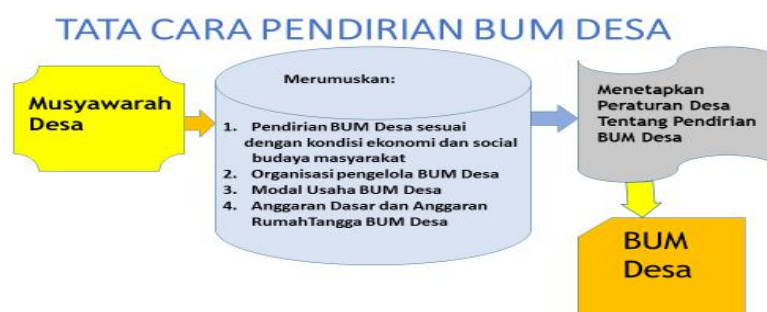 TATA CARA PENDIRIAN BUM DESA
Musyawarah
Desa
Merumuskan:
1. Pendirian BUM Desa sesuai
dengan kondisi ekonomi dan social
budaya masyarakat
2. Organisasi pengelola BUM Desa
3. Modal Usaha BUM Desa
4. Anggaran Dasar dan Anggaran
RumahTangga BUM Desa
Menetapkan
Peraturan Desa
Tentang Pendirian
BUM Desa
BUM
Desa